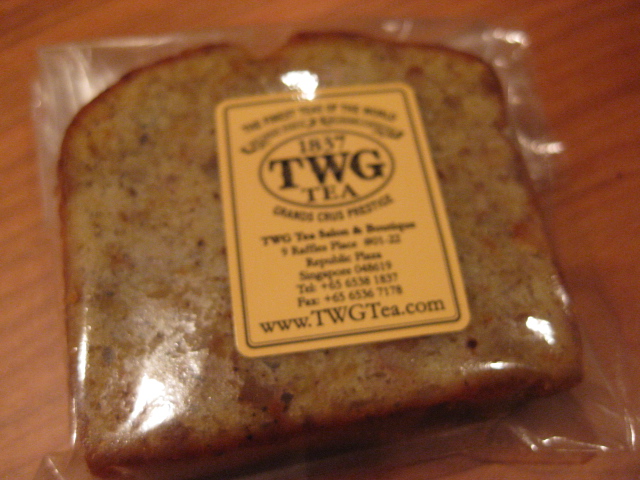 THE FINEST TEAS OF THE WORLD
1837
TWG
TEA
GRANDS CRUS PRESTIGE
TWG Tea Salon & Boutique
9 Raffles Place #01-22
Republic Plaza
Singapore 048619
Tel: +65 6538 1837
Fax: +65 6536 7178
www.TWGTea.com